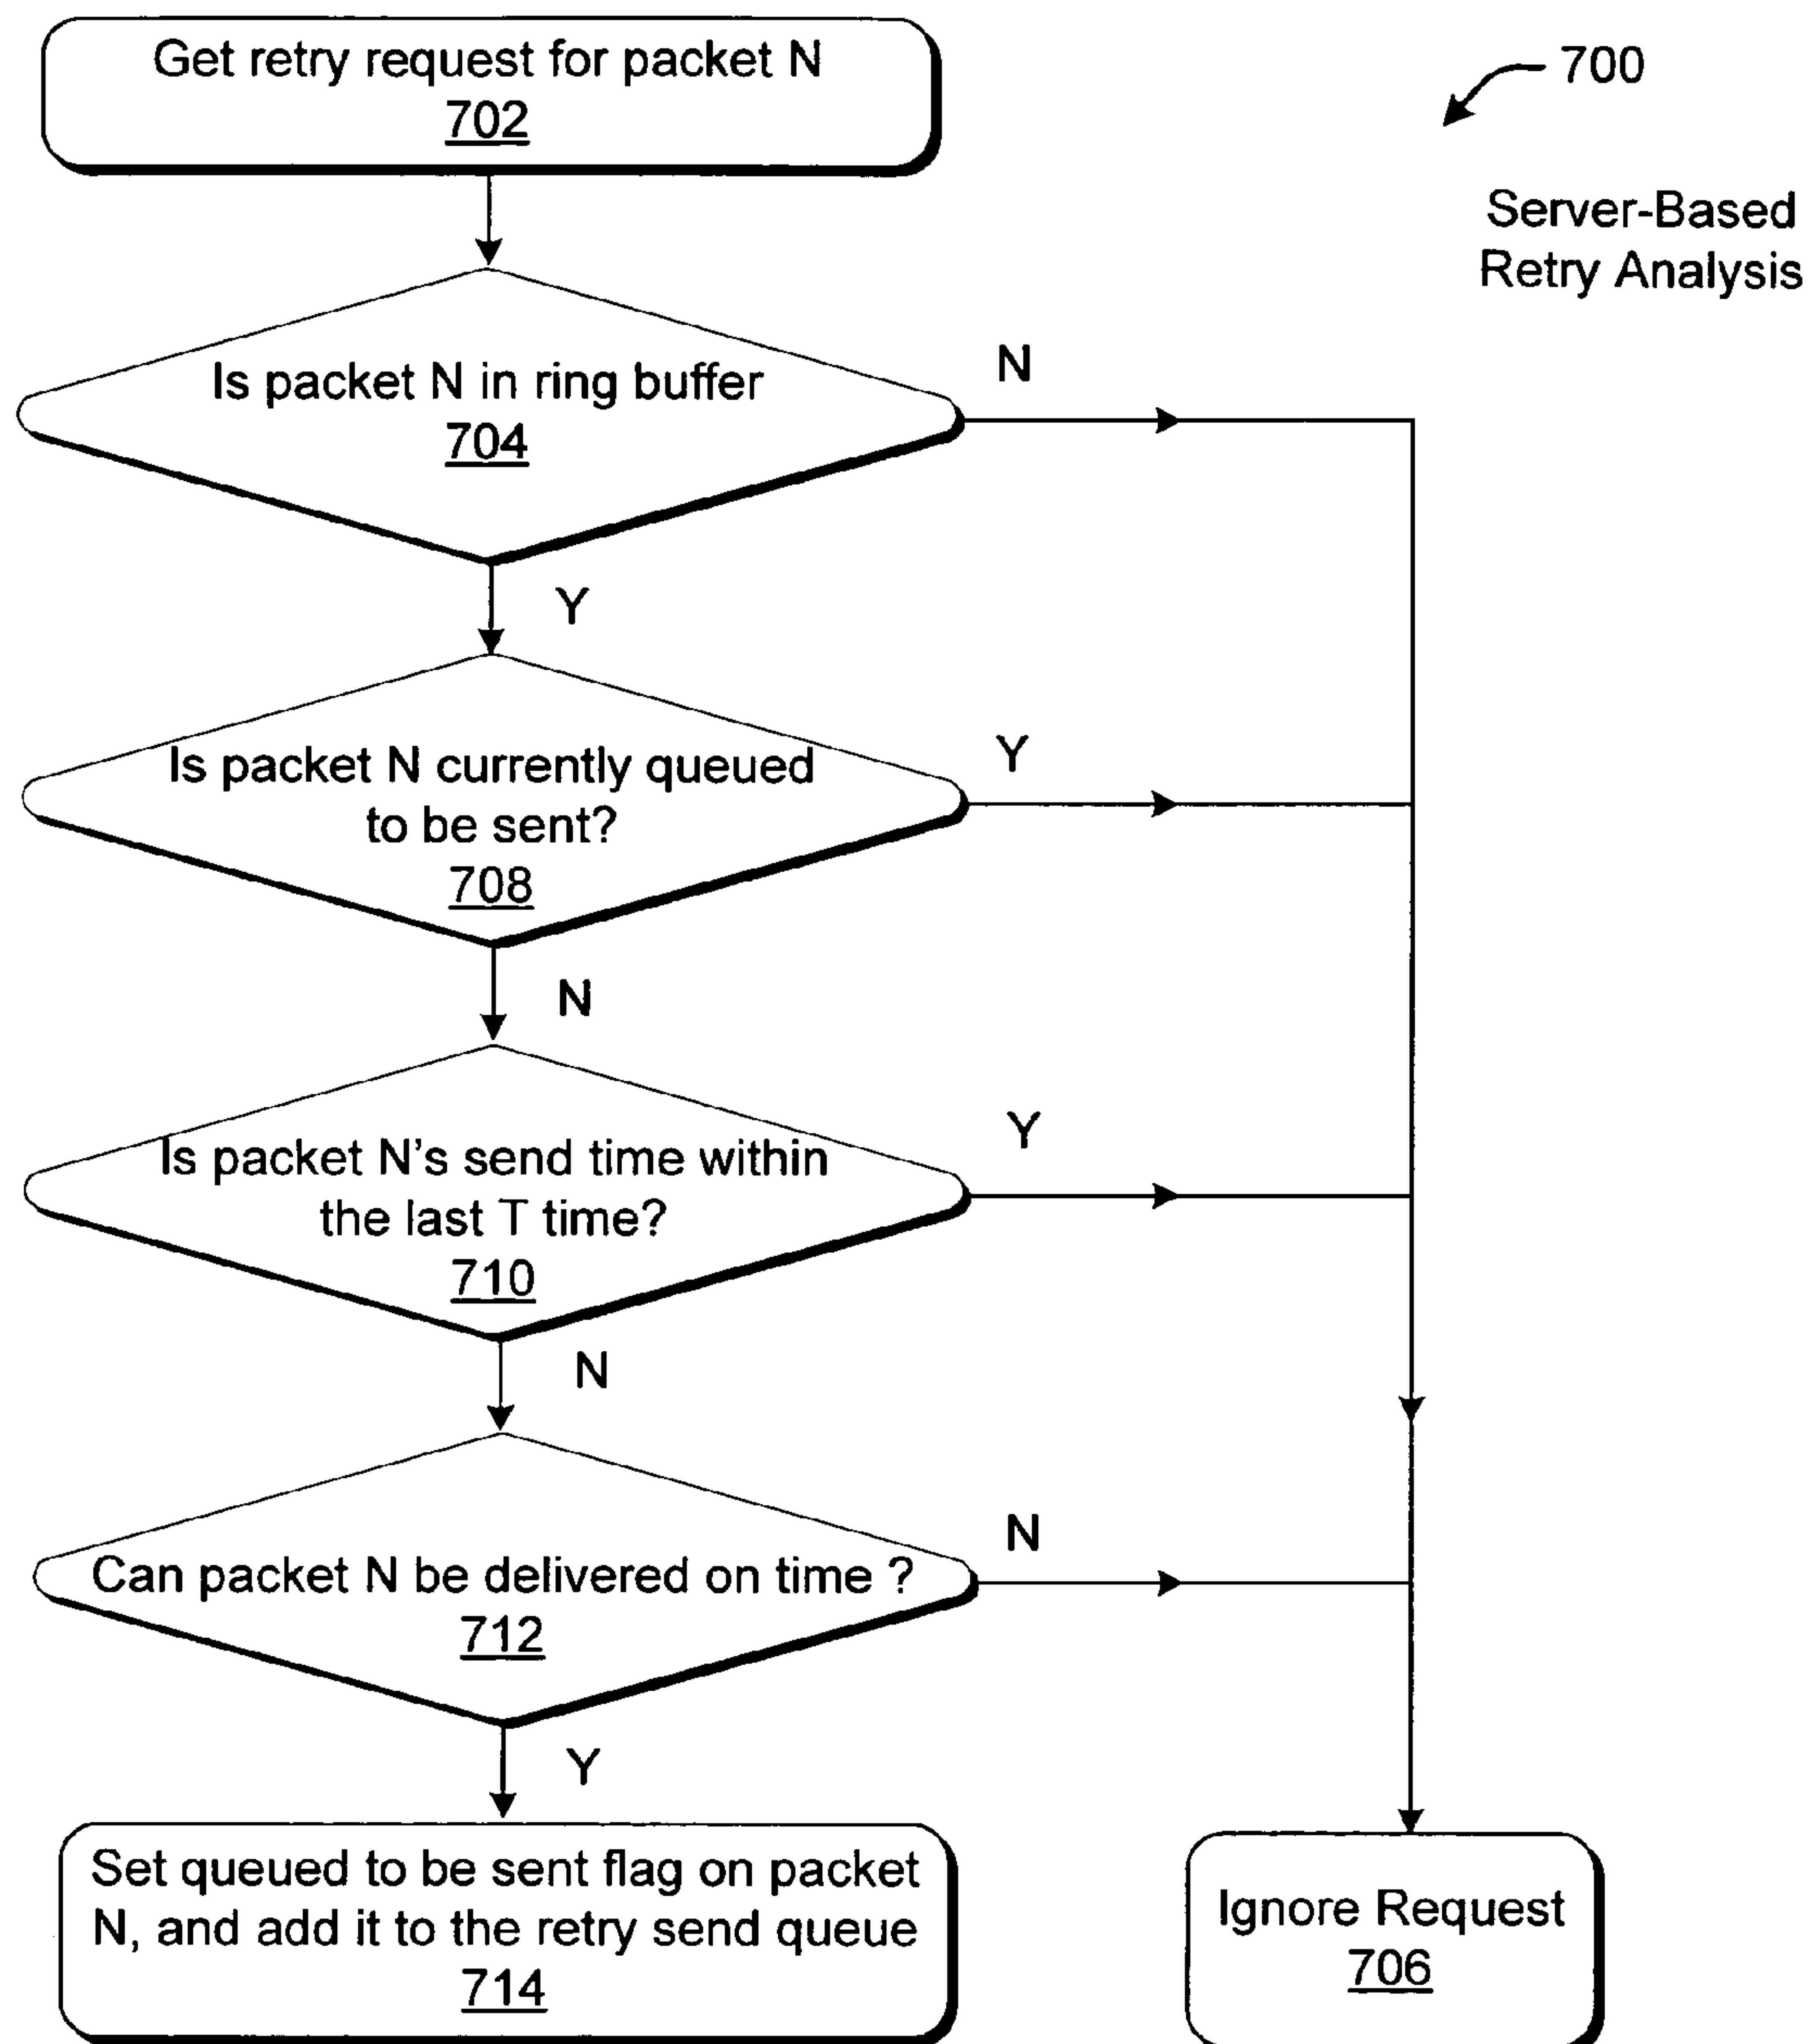 Get retry request for packet N
702
700
Server-Based
Retry Analysis
Is packet N in ring buffer
704
N
Y
Is packet N currently queued
to be sent?
708
Y
N
Is packet N's send time within
the last T time?
710
Y
N
Can packet N be delivered on time ?
712
N
Y
Set queued to be sent flag on packet
N, and add it to the retry send queue
714
Ignore Request
706